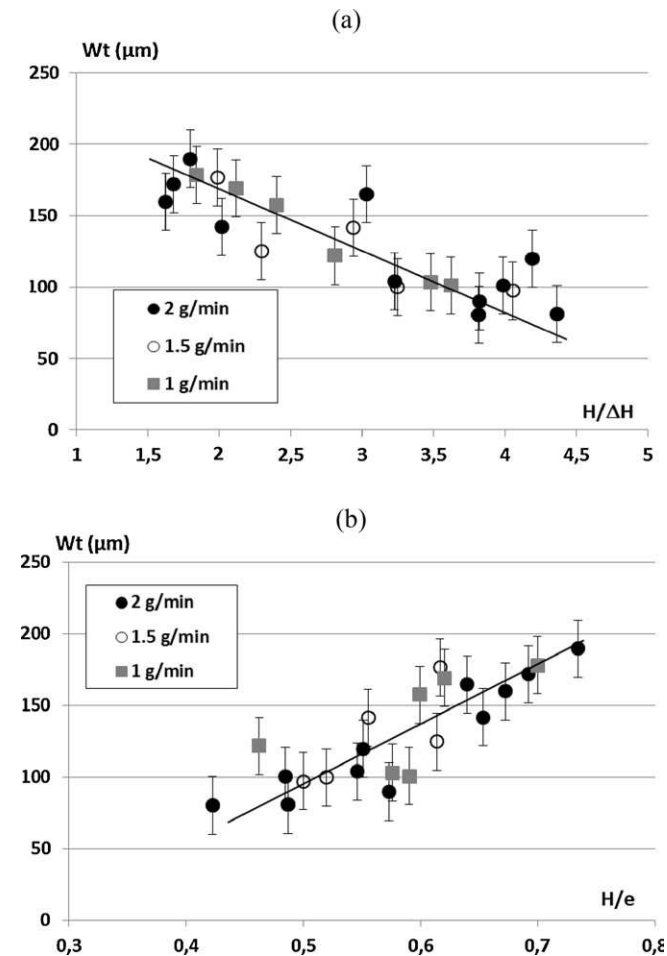 (a)
Wt (μm)
250
200
150
100
50
0
2 g/min
1.5 g/min
1 g/min
H/ΔH
1 1,5 2 2,5 3 3,5 4 4,5 5
(b)
Wt (μm)
250
200
150
100
50
0
2 g/min
1.5 g/min
1 g/min
H/e
0,3 0,4 0,5 0,6 0,7 0,8